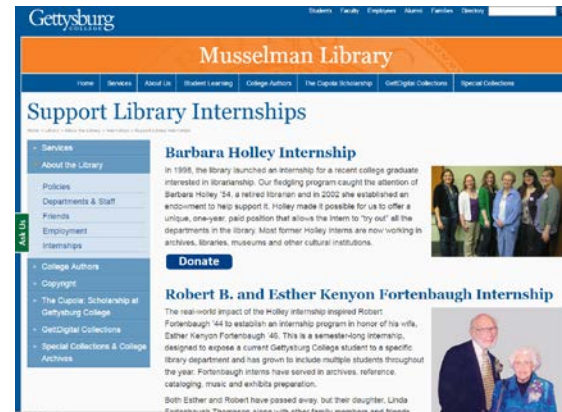 Gettysburg
COLLEGE
Students Faculty Employees Alumni Families Directory
Musselman Library
Home Services About Us Student Learning College Authors The Cupola Scholarship GettDigital Collections Special Collections
Support Library Internships
Services
About the Library
Policies
Departments & Staff
Friends
Employment
Internships
College Authors
Copyright
The Cupola: Scholarship at
Gettysburg College
GettDigital Collections
Special Collections & College
Archives
Ask Us
Barbara Holley Internship
In 1998, the library launched an internship for a recent college graduate
interested in librarianship. Our fledgling program caught the attention of
Barbara Holley '54, a retired librarian and in 2002 she established an
endowment to help support it. Holley made it possible for us to offer a
unique, one-year, paid position that allows the intern to "try out" all the
departments in the library. Most former Holley interns are now working in
archives, libraries, museums and other cultural institutions.
Donate
Robert B. and Esther Kenyon Fortenbaugh Internship
The real-world impact of the Holley internship inspired Robert
Fortenbaugh '44 to establish an internship program in honor of his wife,
Esther Kenyon Fortenbaugh '46. This is a semester-long internship,
designed to expose a current Gettysburg College student to a specific
library department and has grown to include multiple students throughout
the year. Fortenbaugh interns have served in archives, reference,
cataloging, music and exhibits preparation.
Both Esther and Robert have passed away, but their daughter, Linda